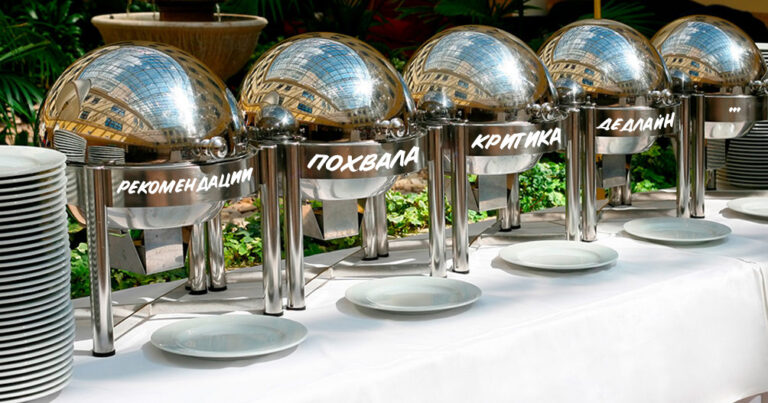 РЕКОМЕНДАЦИИ
ПОХВАЛА
КРИТИКА
ДЕДЛАЙН
...